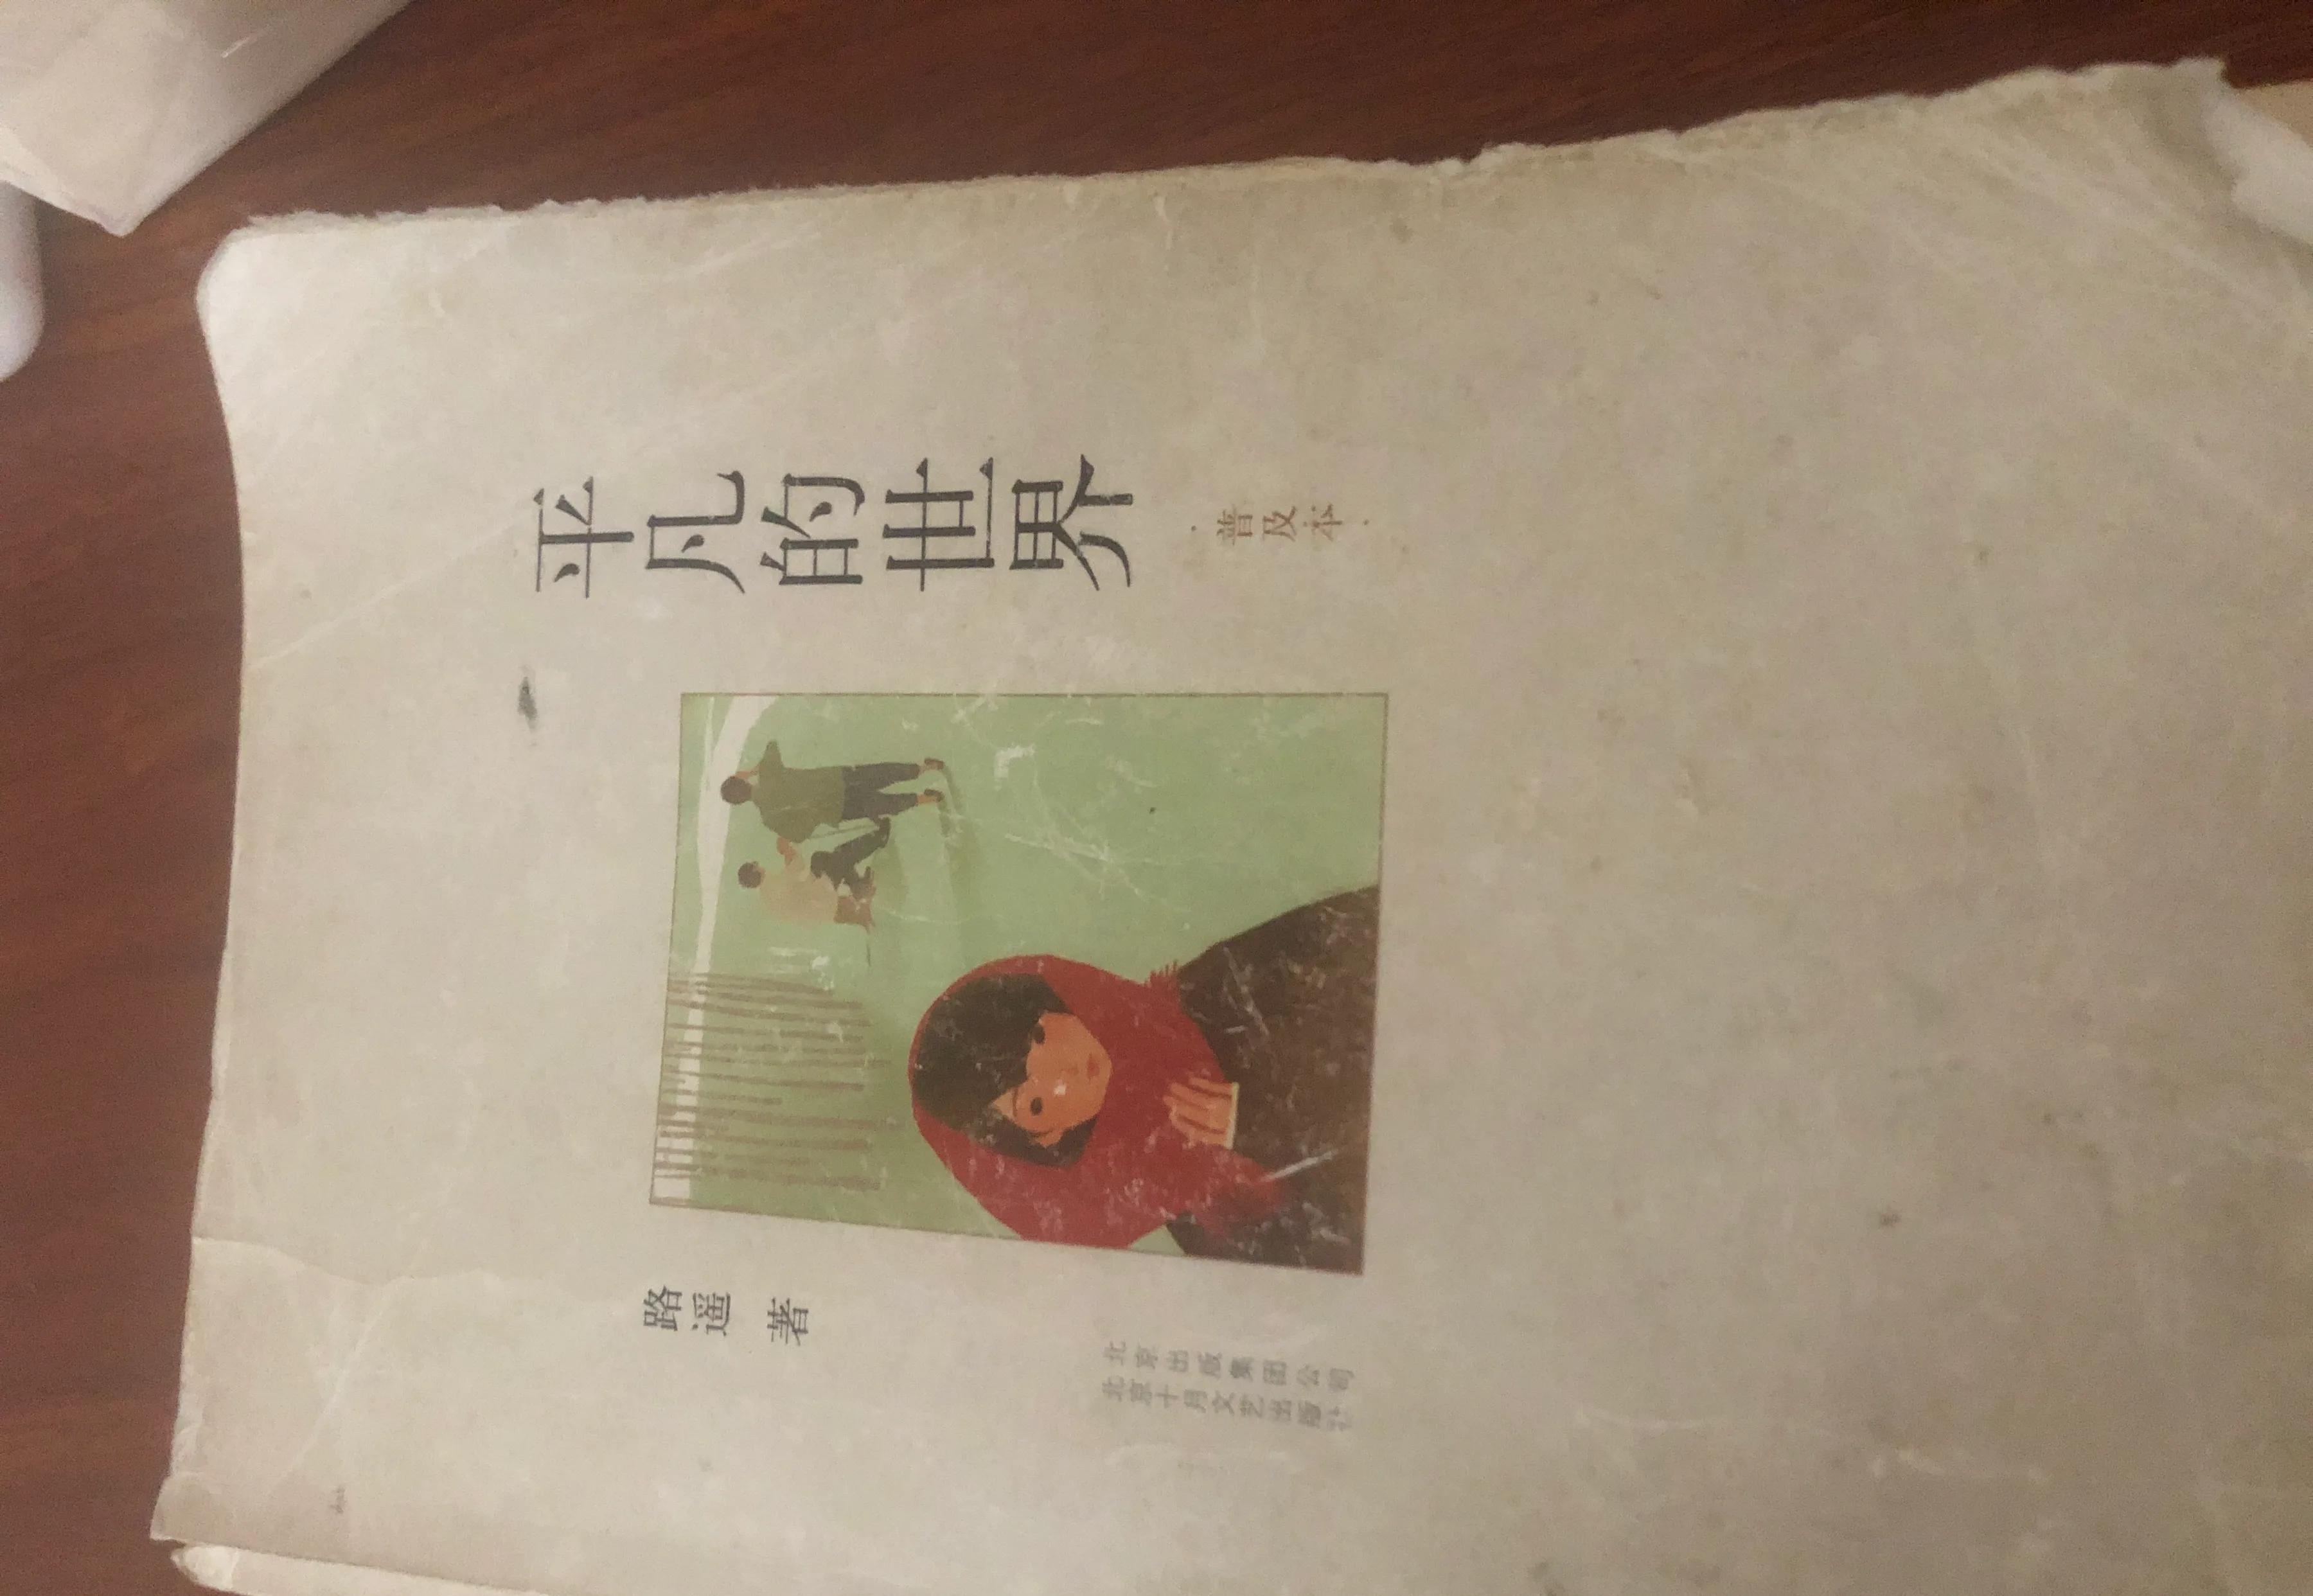 平凡的世界
·普及本·
路遥 著
北京出版集团公司
北京十月文艺出版社